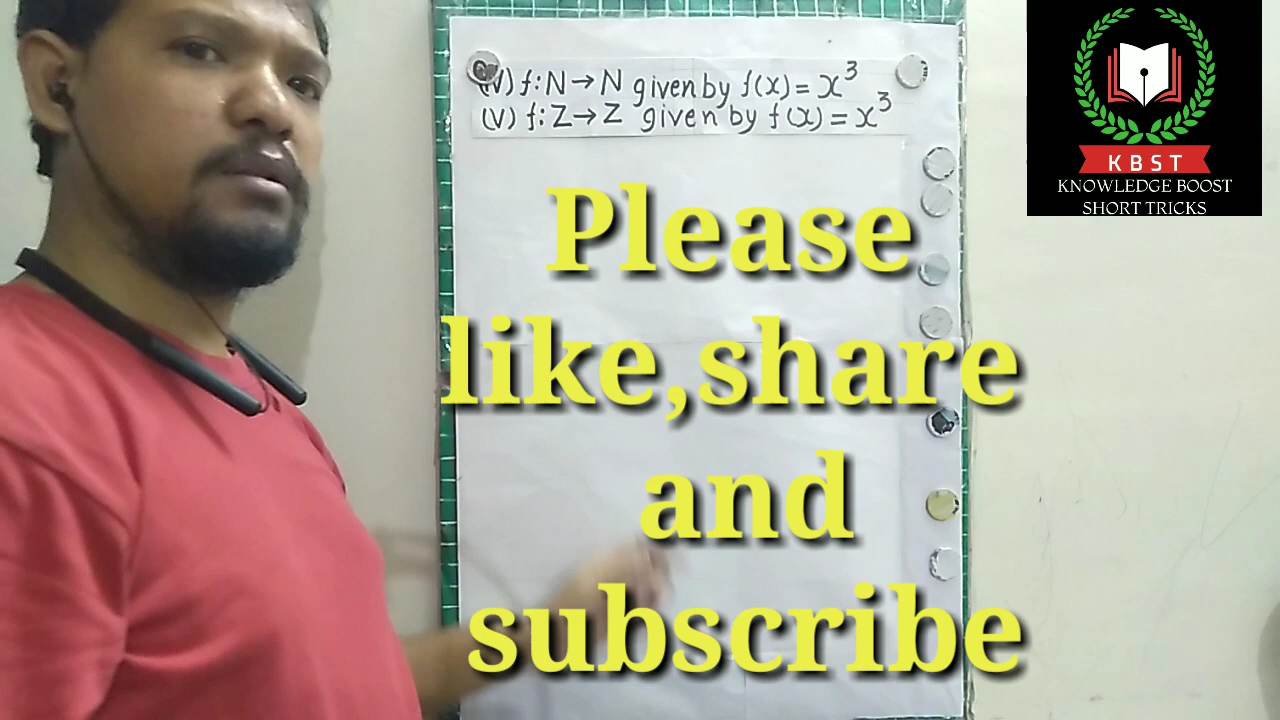 (IV) f: N → N given by f(x) = x³
(V) f: Z → Z given by f(x) = x³
Please
like,share
and
subscribe
KBST
KNOWLEDGE BOOST
SHORT TRICKS